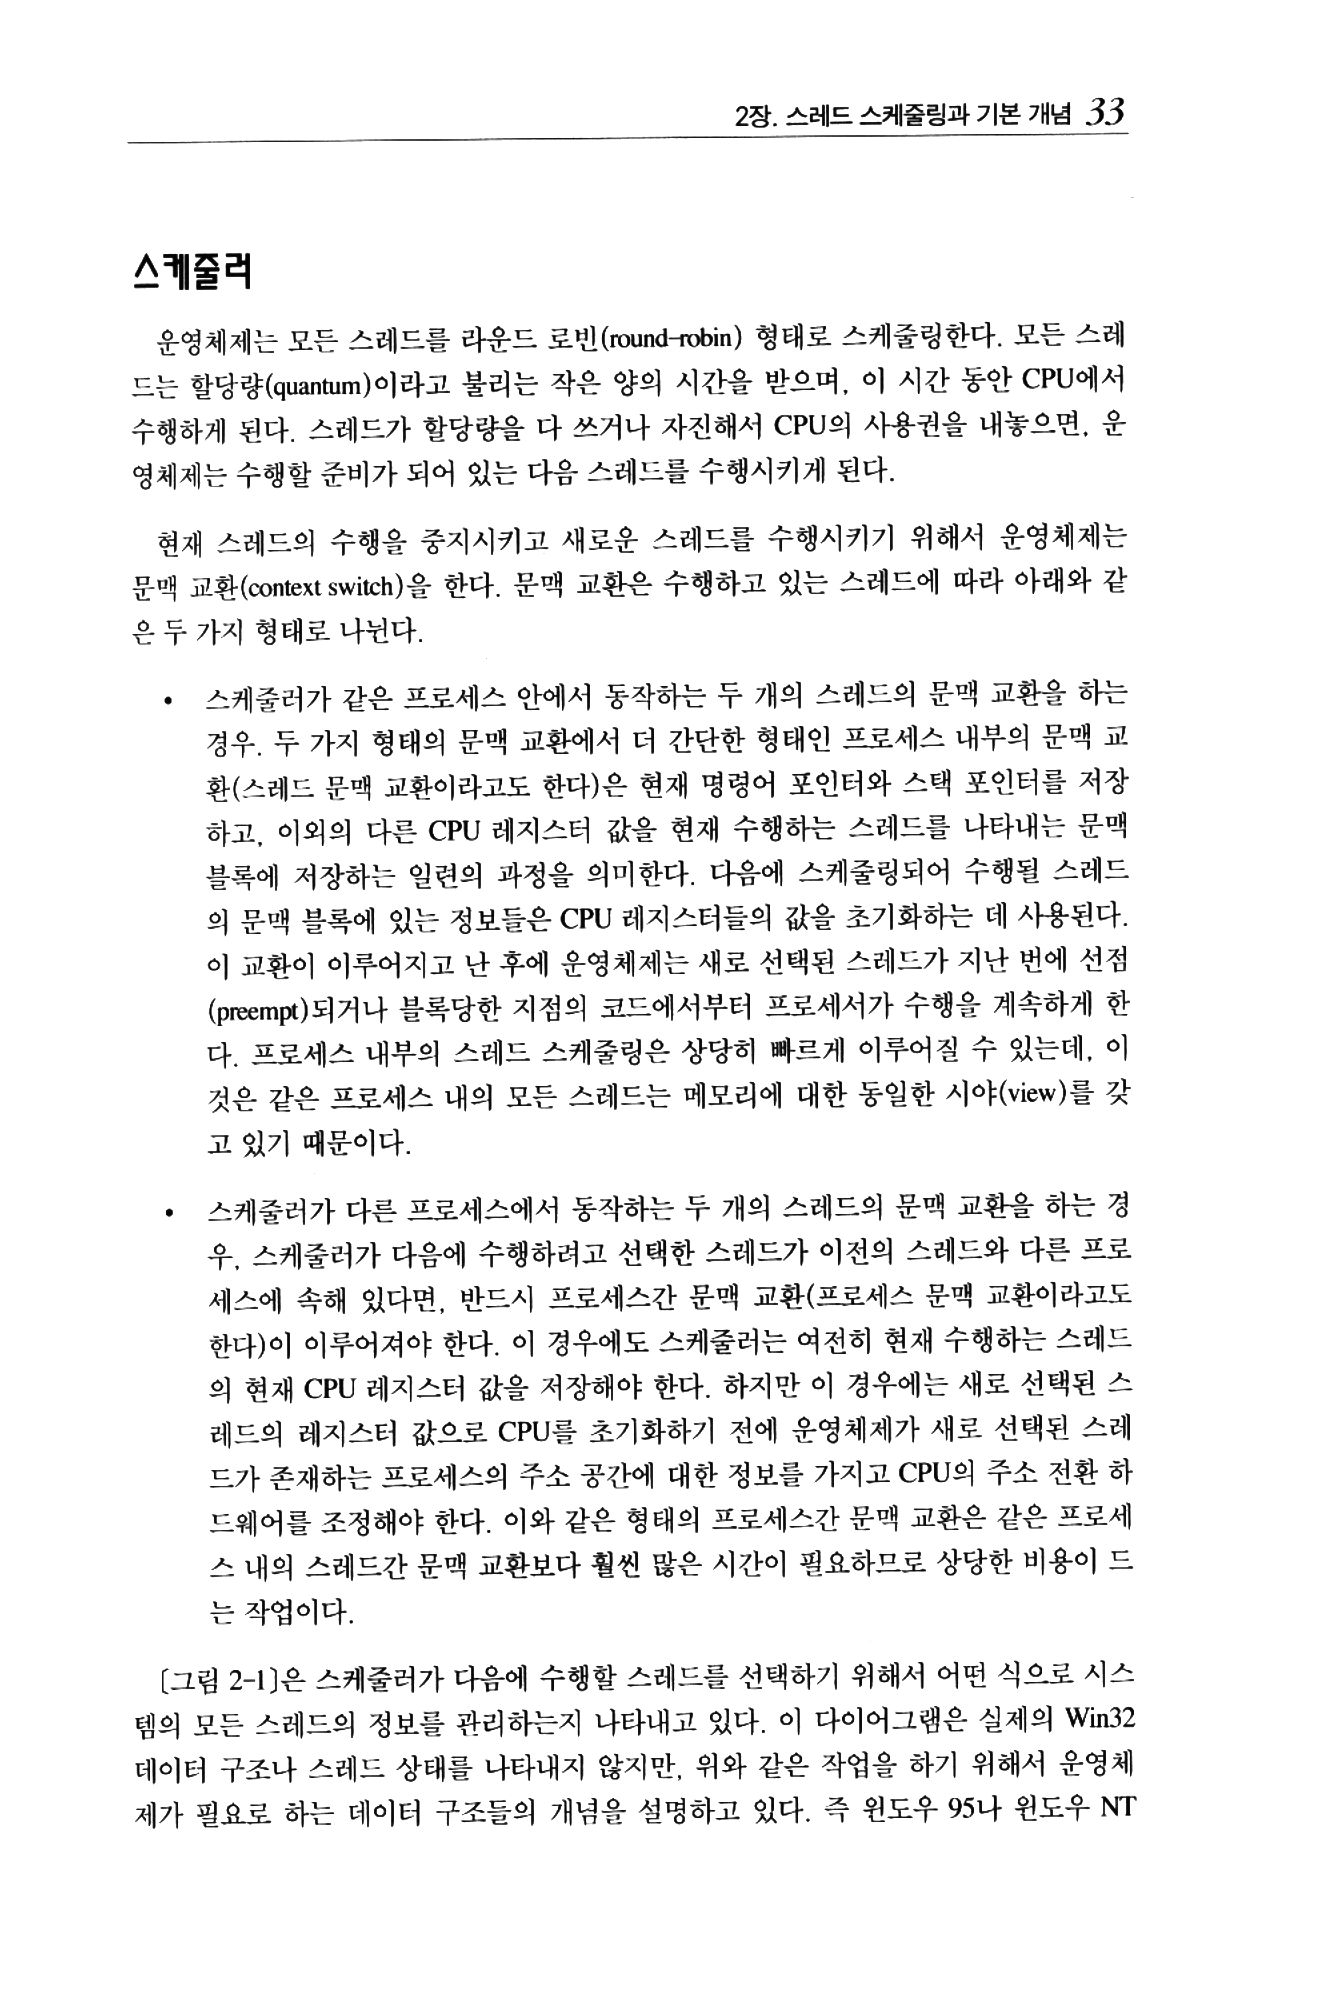 2장. 스레드 스케줄링과 기본 개념 33
스케줄러
운영체제는 모든 스레드를 라운드 로빈(round-robin) 형태로 스케줄링한다. 모든 스레
드는 할당량(quantum)이라고 불리는 작은 양의 시간을 받으며, 이 시간 동안 CPU에서
수행하게 된다. 스레드가 할당량을 다 쓰거나 자진해서 CPU의 사용권을 내놓으면, 운
영체제는 수행할 준비가 되어 있는 다음 스레드를 수행시키게 된다.
현재 스레드의 수행을 중지시키고 새로운 스레드를 수행시키기 위해서 운영체제는
문맥 교환(context switch)을 한다. 문맥 교환은 수행하고 있는 스레드에 따라 아래와 같
은 두 가지 형태로 나뉜다.
• 스케줄러가 같은 프로세스 안에서 동작하는 두 개의 스레드의 문맥 교환을 하는
경우. 두 가지 형태의 문맥 교환에서 더 간단한 형태인 프로세스 내부의 문맥 교
환(스레드 문맥 교환이라고도 한다)은 현재 명령어 포인터와 스택 포인터를 저장
하고, 이외의 다른 CPU 레지스터 값을 현재 수행하는 스레드를 나타내는 문맥
블록에 저장하는 일련의 과정을 의미한다. 다음에 스케줄링되어 수행될 스레드
의 문맥 블록에 있는 정보들은 CPU 레지스터들의 값을 초기화하는 데 사용된다.
이 교환이 이루어지고 난 후에 운영체제는 새로 선택된 스레드가 지난 번에 선점
(preempt)되거나 블록당한 지점의 코드에서부터 프로세서가 수행을 계속하게 한
다. 프로세스 내부의 스레드 스케줄링은 상당히 빠르게 이루어질 수 있는데, 이
것은 같은 프로세스 내의 모든 스레드는 메모리에 대한 동일한 시야(view)를 갖
고 있기 때문이다.
• 스케줄러가 다른 프로세스에서 동작하는 두 개의 스레드의 문맥 교환을 하는 경
우, 스케줄러가 다음에 수행하려고 선택한 스레드가 이전의 스레드와 다른 프로
세스에 속해 있다면, 반드시 프로세스간 문맥 교환(프로세스 문맥 교환이라고도
한다)이 이루어져야 한다. 이 경우에도 스케줄러는 여전히 현재 수행하는 스레드
의 현재 CPU 레지스터 값을 저장해야 한다. 하지만 이 경우에는 새로 선택된 스
레드의 레지스터 값으로 CPU를 초기화하기 전에 운영체제가 새로 선택된 스레
드가 존재하는 프로세스의 주소 공간에 대한 정보를 가지고 CPU의 주소 전환 하
드웨어를 조정해야 한다. 이와 같은 형태의 프로세스간 문맥 교환은 같은 프로세
스 내의 스레드간 문맥 교환보다 훨씬 많은 시간이 필요하므로 상당한 비용이 드
는 작업이다.
[그림 2-1]은 스케줄러가 다음에 수행할 스레드를 선택하기 위해서 어떤 식으로 시스
템의 모든 스레드의 정보를 관리하는지 나타내고 있다. 이 다이어그램은 실제의 Win32
데이터 구조나 스레드 상태를 나타내지 않지만, 위와 같은 작업을 하기 위해서 운영체
제가 필요로 하는 데이터 구조들의 개념을 설명하고 있다. 즉 윈도우 95나 윈도우 NT